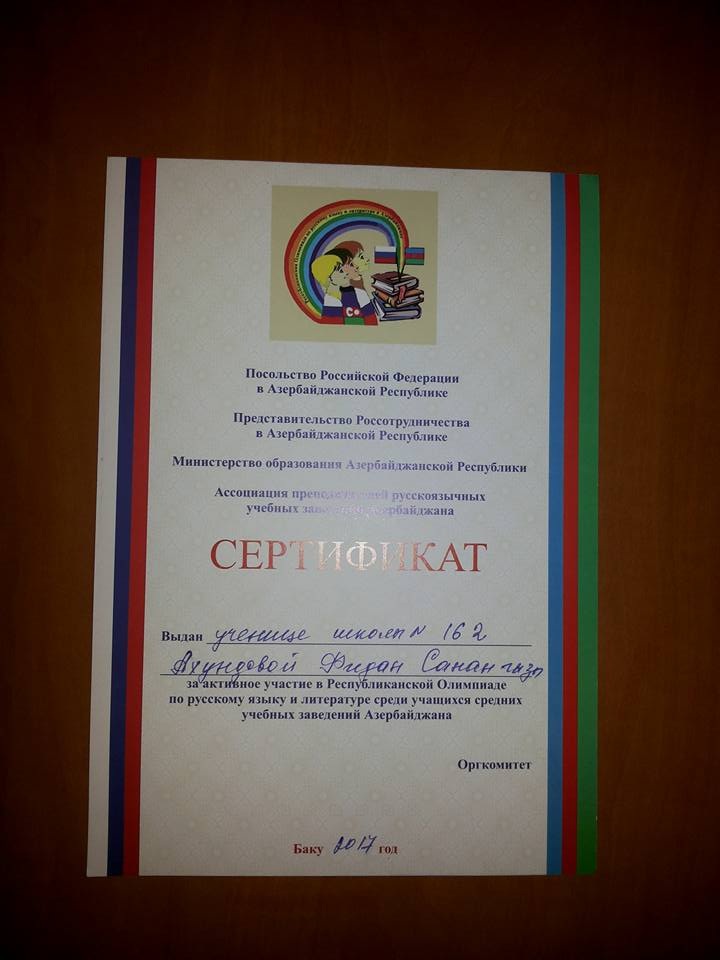 Посольство Российской Федерации
в Азербайджанской Республике
Представительство Россотрудничества
в Азербайджанской Республике
Министерство образования Азербайджанской Республики
Ассоциация преподавателей русскоязычных
учебных заведений Азербайджана
СЕРТИФИКАТ
Выдан ученице школы № 162
Ахундовой Фидан Санан гызы
за активное участие в Республиканской Олимпиаде
по русскому языку и литературе среди учащихся средних
учебных заведений Азербайджана
Оргкомитет
Баку 2017 год